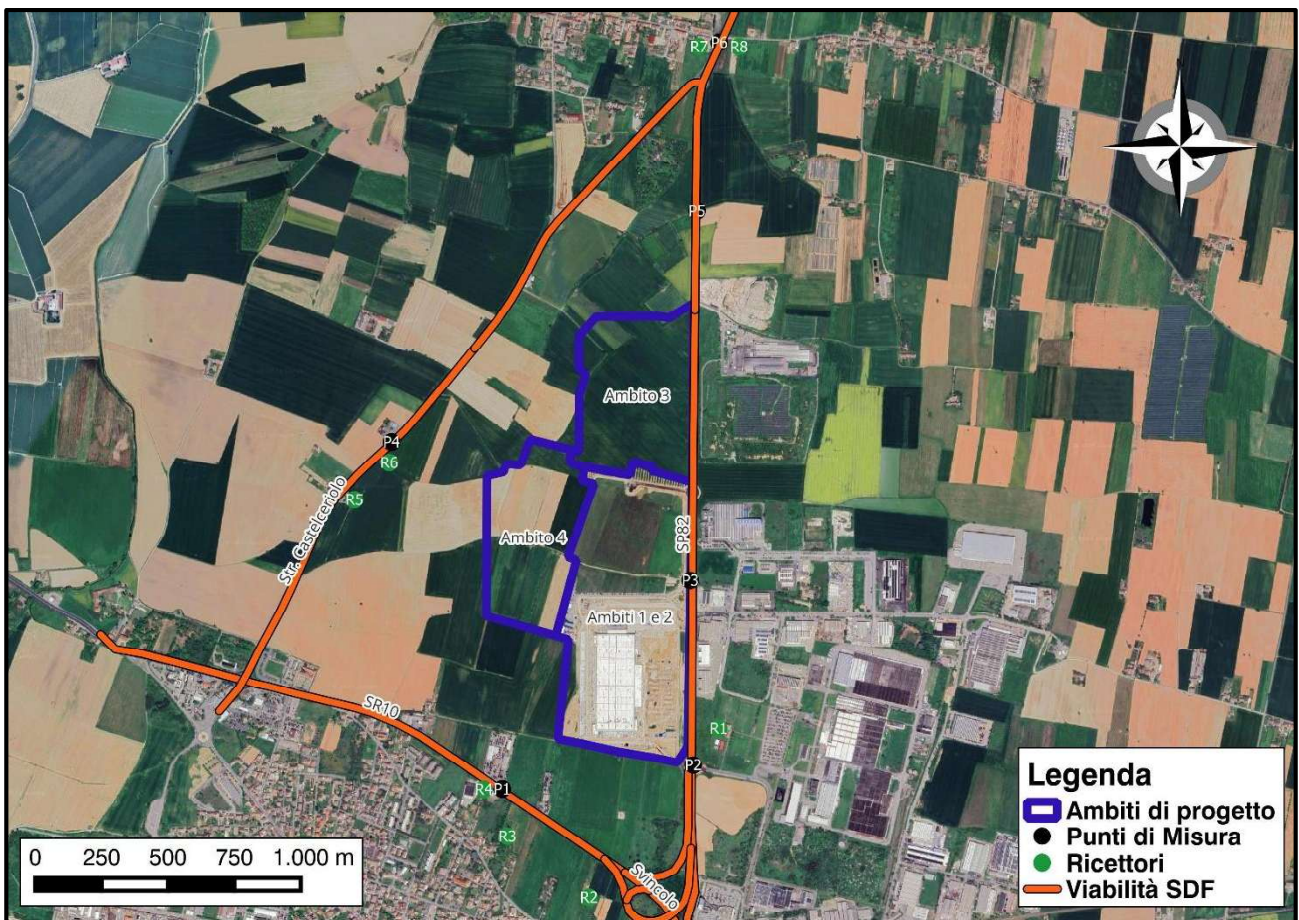 R7 P6 R8
P5
Ambito 3
P4
R6
R5
Str. Castelceriolo
Ambito 4
SP82
P3
Ambiti 1 e 2
SR10
R1
P2
R4 P1
R3
Svincolo
R2
0 250 500 750 1.000 m
Legenda
Ambiti di progetto
Punti di Misura
Ricettori
Viabilità SDF